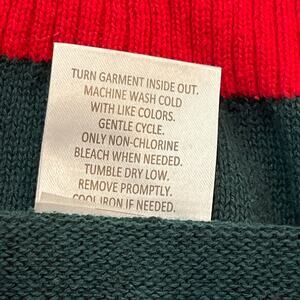 TURN GARMENT INSIDE OUT.
MACHINE WASH COLD
WITH LIKE COLORS.
GENTLE CYCLE.
ONLY NON-CHLORINE
BLEACH WHEN NEEDED.
TUMBLE DRY LOW.
REMOVE PROMPTLY.
COOL IRON IF NEEDED.